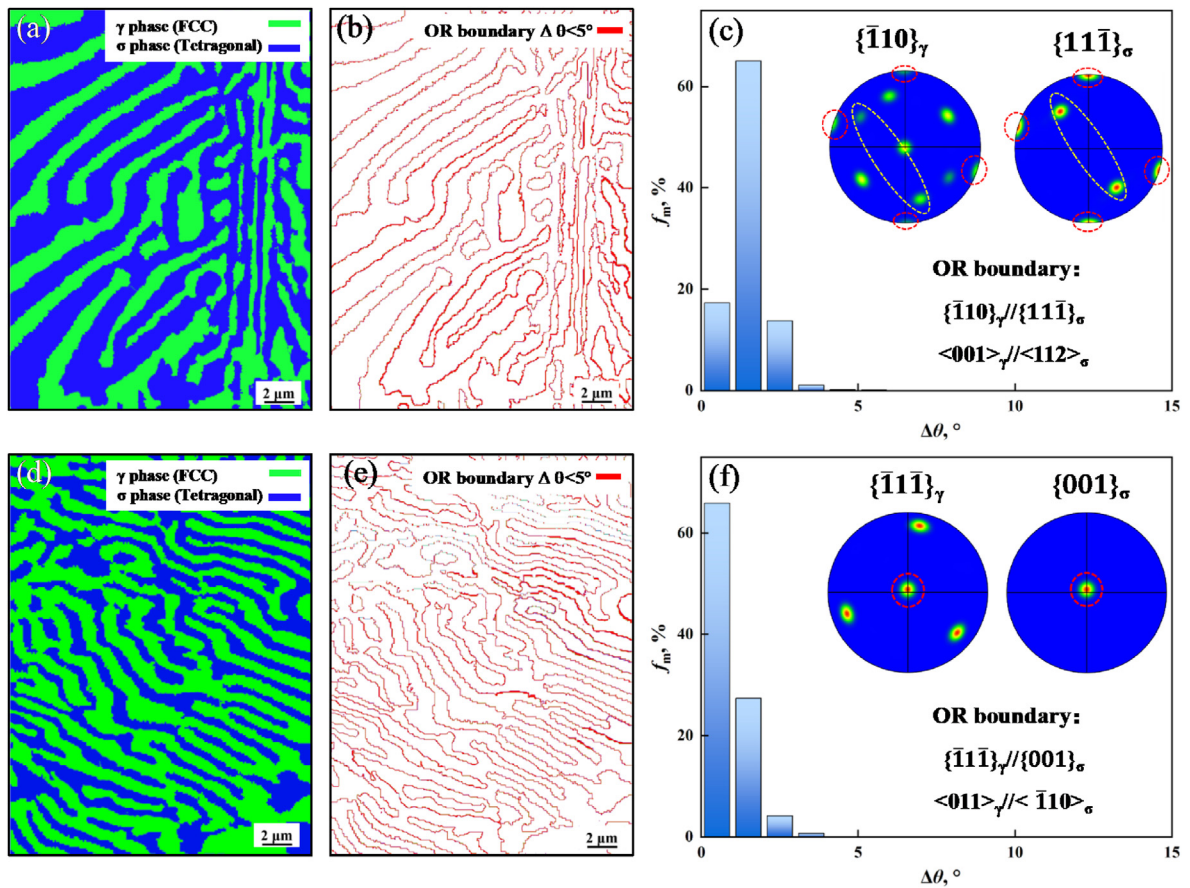 (a)
γ phase (FCC)
σ phase (Tetragonal)
2 µm
(b)
OR boundary Δ θ<5°
2 µm
(c)
{1̅10}γ
{111̅}σ
60
40
20
0
fm, %
0
5
10
15
Δθ, °
OR boundary:
{1̅10}γ//{111̅}σ
<001>γ//<112>σ
(d)
γ phase (FCC)
σ phase (Tetragonal)
2 µm
(e)
OR boundary Δ θ<5°
2 µm
(f)
{1̅11̅}γ
{001}σ
60
40
20
0
fm, %
0
5
10
15
Δθ, °
OR boundary:
{1̅11̅}γ//{001}σ
<011>γ//< 1̅10>σ